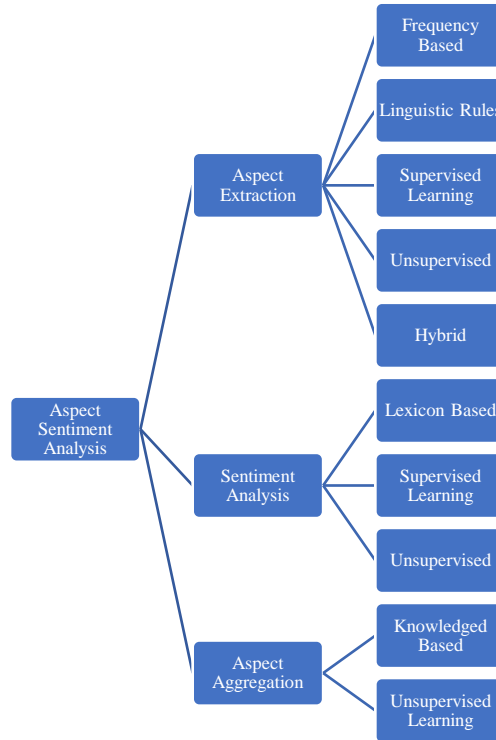 Frequency
Based
Linguistic Rules
Aspect
Extraction
Supervised
Learning
Unsupervised
Hybrid
Aspect
Sentiment
Analysis
Lexicon Based
Sentiment
Analysis
Supervised
Learning
Unsupervised
Knowledged
Based
Aspect
Aggregation
Unsupervised
Learning